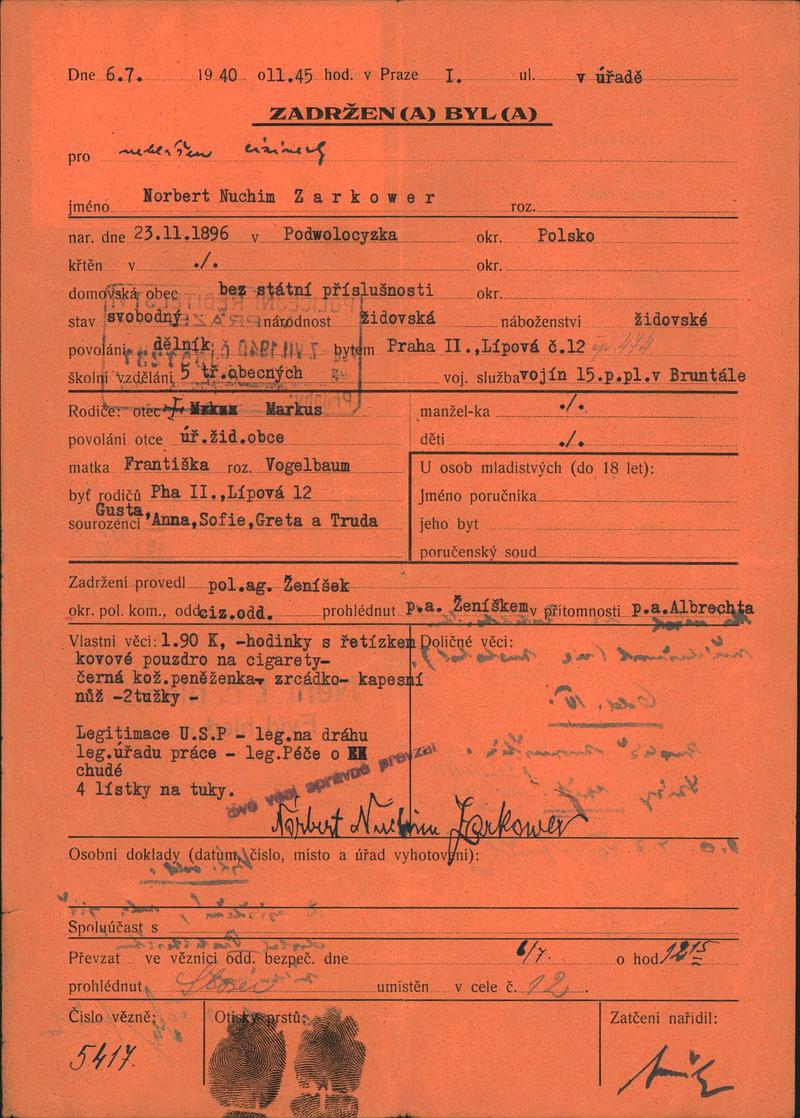 Dne 6.7. 19 40 o11.45 hod. v Praze I. ul. v úřadě
ZADRŽEN(A) BYL(A)
pro
jméno Norbert Nuchim Zarkower roz.
nar. dne 23.11.1896 v Podwolocyzka okr. Polsko
křtěn v ./. okr.
domovská obec bez státní příslušnosti okr.
stav svobodný národnost židovská náboženství židovské
povolání dělník bytem Praha II.,Lípová č.12
školní vzdělání 5 tř.obecných voj. služba vojín 15.p.pl.v Bruntále
Rodiče: otec Markus manžel-ka ./.
povolání otce úř.žid.obce děti ./.
matka Františka roz. Vogelbaum U osob mladistvých (do 18 let):
byt rodičů Pha II.,Lípová 12 Jméno poručníka
sourozenci Gusta,Anna,Sofie,Greta a Truda jeho byt
poručenský soud
Zadržení provedl pol.ag. Ženíšek
okr. pol. kom., odd ciz.odd. prohlédnut p.a. Ženíškem v přítomnosti p.a.Albrechta
Vlastní věci: 1.90 K, -hodinky s řetízkem Doličné věci:
kovové pouzdro na cigarety-
černá kož.peněženka- zrcádko- kapesní
nůž -2tužky -
Legitimace U.S.P - leg.na dráhu
leg.úřadu práce - leg.Péče o
chudé
4 lístky na tuky.
Své věci správně převzal
Norbert Nuchim Zarkower
Osobní doklady (datum, číslo, místo a úřad vyhotovení):
Spoluúčast s
Převzat ve věznici odd. bezpeč. dne 6/7. o hod. 12 15
prohlédnut umístěn v cele č. 12.
Číslo vězně: Otisky prstů: Zatčení nařídil:
5417.